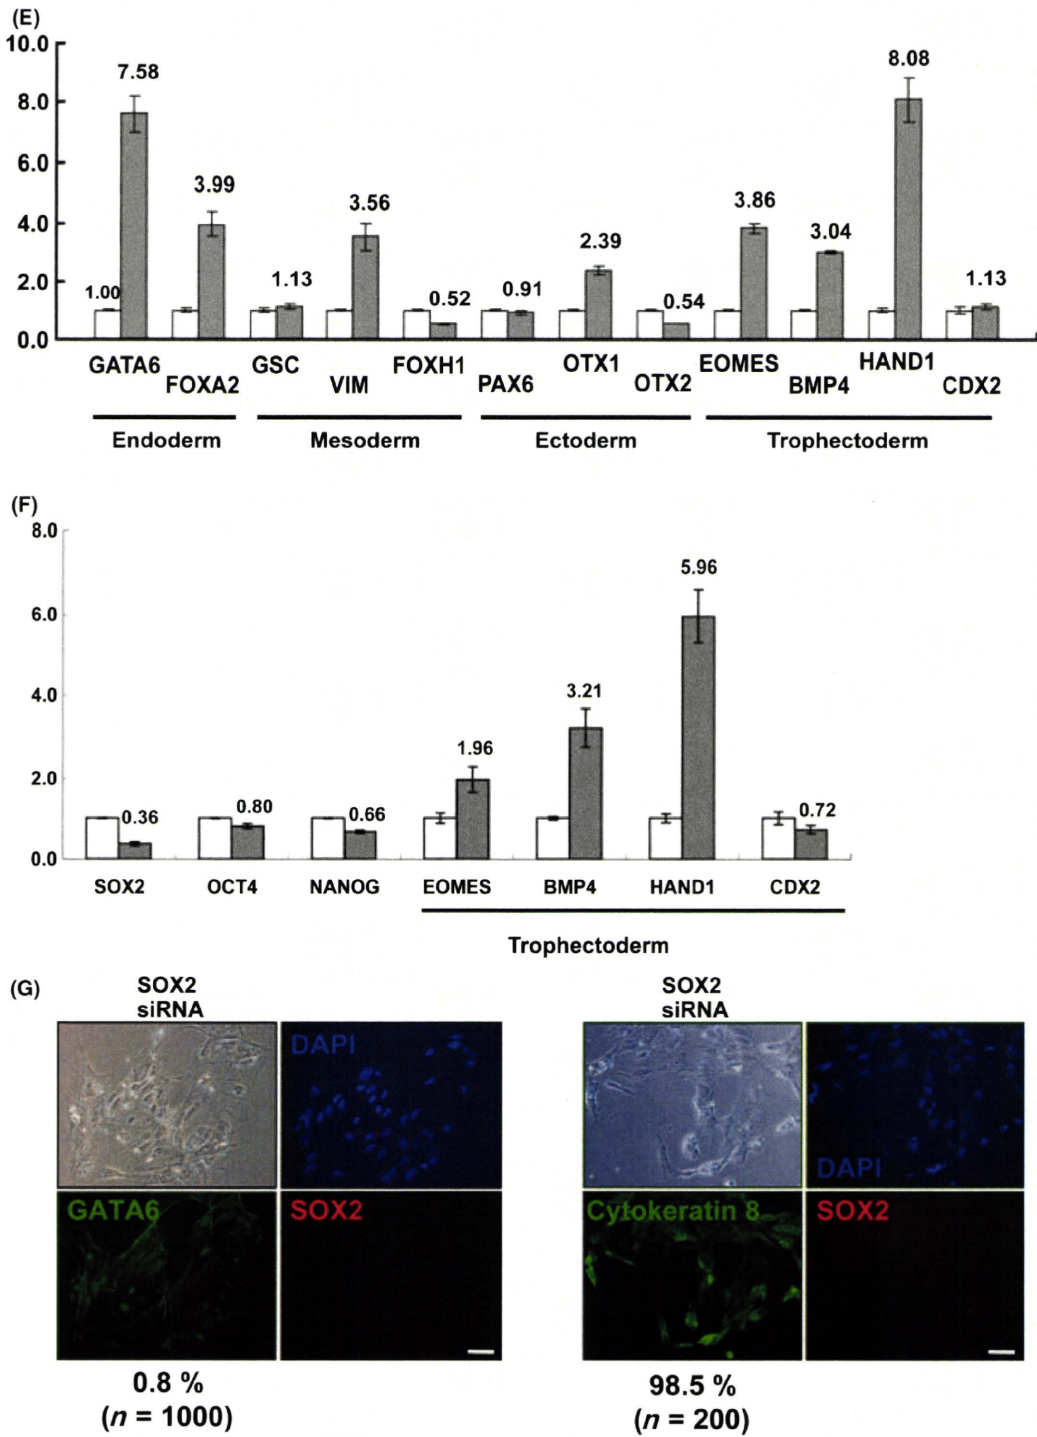 (E)
10.0
8.0
6.0
4.0
2.0
0.0
1.00
7.58
3.99
1.13
3.56
0.52
0.91
2.39
0.54
3.86
3.04
8.08
1.13
GATA6
FOXA2
GSC
VIM
FOXH1
PAX6
OTX1
OTX2
EOMES
BMP4
HAND1
CDX2
Endoderm
Mesoderm
Ectoderm
Trophectoderm
(F)
8.0
6.0
4.0
2.0
0.0
0.36
0.80
0.66
1.96
3.21
5.96
0.72
SOX2
OCT4
NANOG
EOMES
BMP4
HAND1
CDX2
Trophectoderm
(G)
SOX2
siRNA
DAPI
GATA6
SOX2
0.8 %
(n = 1000)
SOX2
siRNA
DAPI
Cytokeratin 8
SOX2
98.5 %
(n = 200)